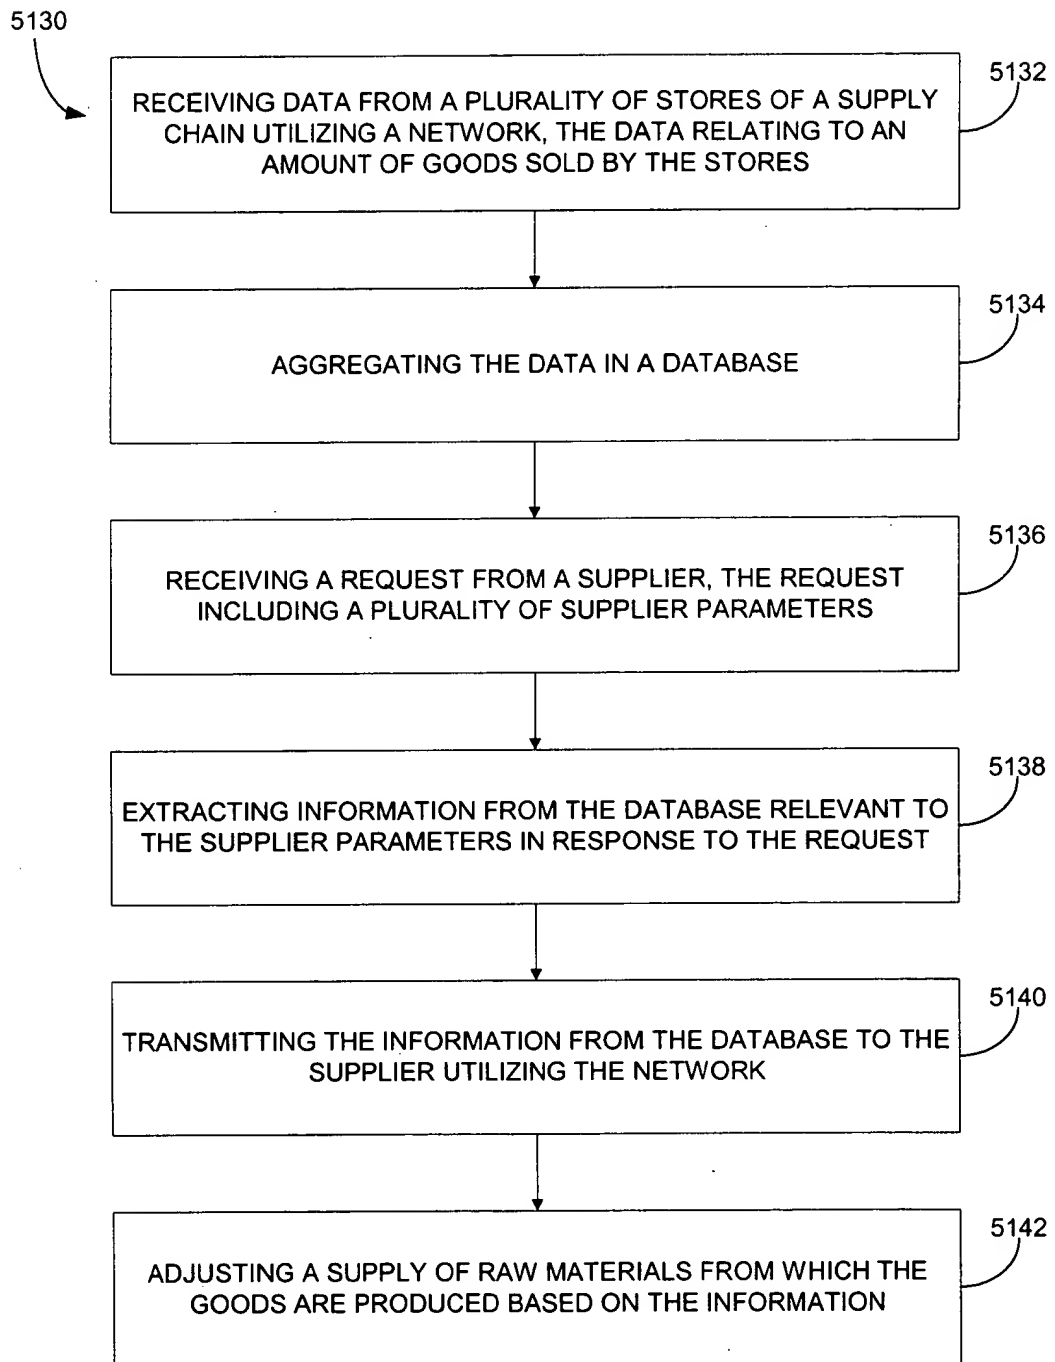 5130
5132
RECEIVING DATA FROM A PLURALITY OF STORES OF A SUPPLY
CHAIN UTILIZING A NETWORK, THE DATA RELATING TO AN
AMOUNT OF GOODS SOLD BY THE STORES
5134
AGGREGATING THE DATA IN A DATABASE
5136
RECEIVING A REQUEST FROM A SUPPLIER, THE REQUEST
INCLUDING A PLURALITY OF SUPPLIER PARAMETERS
5138
EXTRACTING INFORMATION FROM THE DATABASE RELEVANT TO
THE SUPPLIER PARAMETERS IN RESPONSE TO THE REQUEST
5140
TRANSMITTING THE INFORMATION FROM THE DATABASE TO THE
SUPPLIER UTILIZING THE NETWORK
5142
ADJUSTING A SUPPLY OF RAW MATERIALS FROM WHICH THE
GOODS ARE PRODUCED BASED ON THE INFORMATION